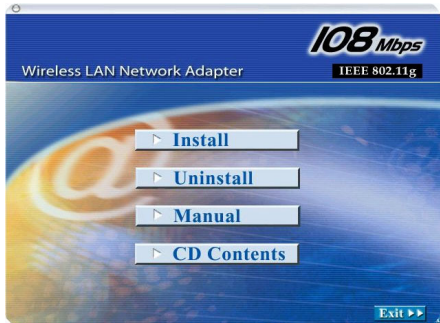 108 Mbps
Wireless LAN Network Adapter
IEEE 802.11g
@
Install
Uninstall
Manual
CD Contents
Exit